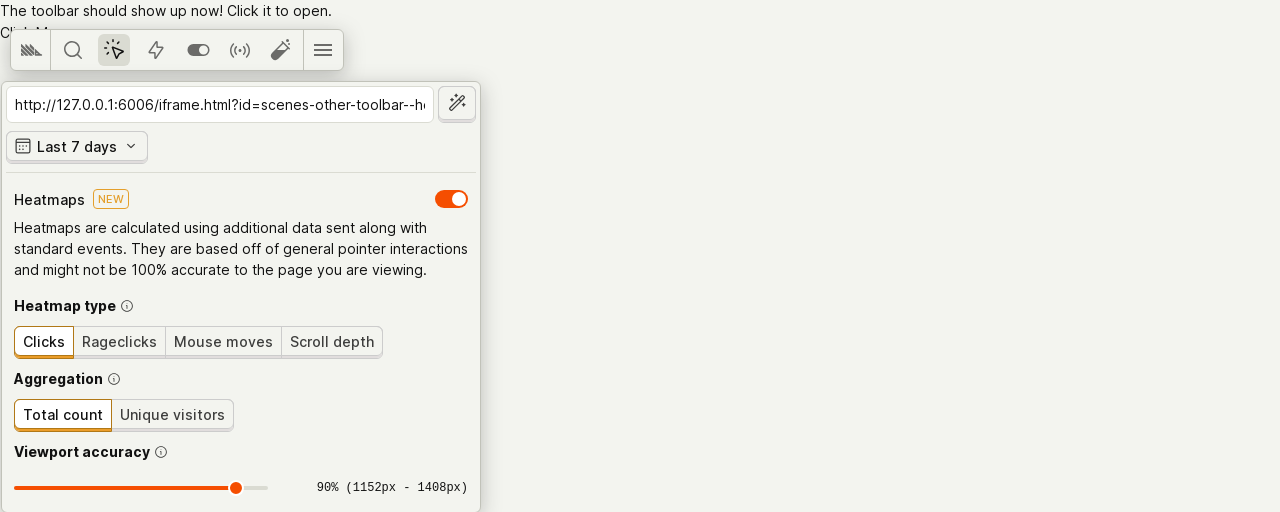 The toolbar should show up now! Click it to open.
http://127.0.0.1:6006/iframe.html?id=scenes-other-toolbar--he
Last 7 days
Heatmaps NEW
Heatmaps are calculated using additional data sent along with
standard events. They are based off of general pointer interactions
and might not be 100% accurate to the page you are viewing.
Heatmap type
Clicks Rageclicks Mouse moves Scroll depth
Aggregation
Total count Unique visitors
Viewport accuracy
90% (1152px - 1408px)